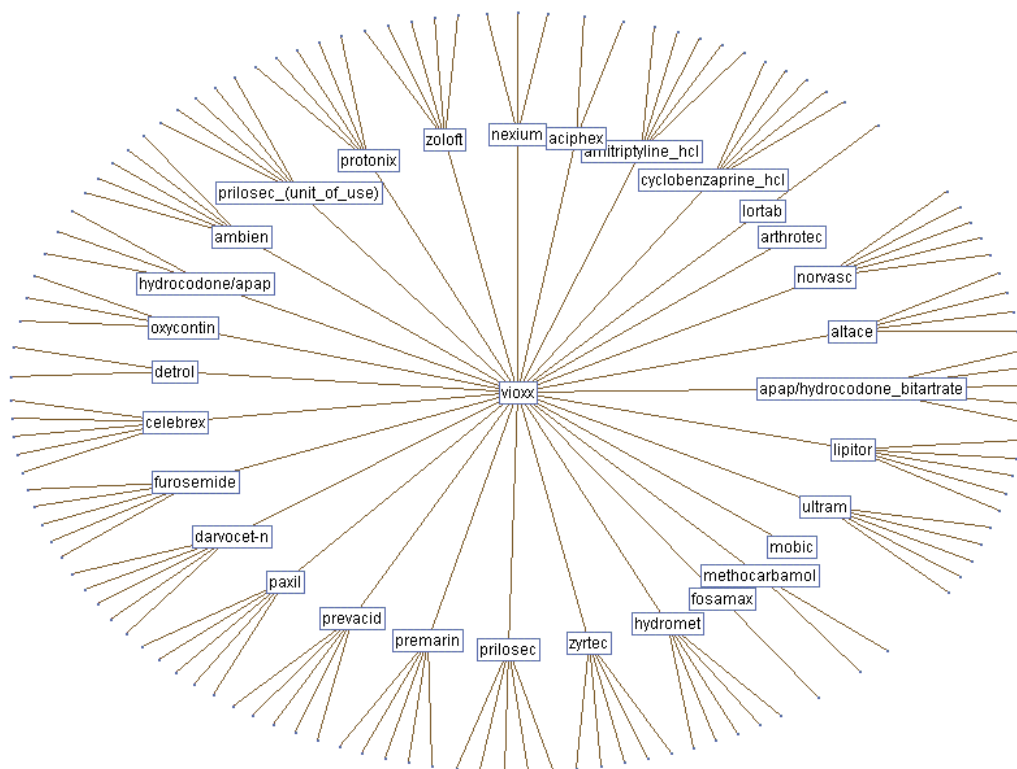 nexium
zoloft
aciphex
amitriptyline_hcl
protonix
cyclobenzaprine_hcl
prilosec_(unit_of_use)
lortab
ambien
arthrotec
norvasc
hydrocodone/apap
oxycontin
altace
detrol
vioxx
apap/hydrocodone_bitartrate
celebrex
lipitor
furosemide
ultram
darvocet-n
mobic
methocarbamol
paxil
fosamax
prevacid
hydromet
premarin
prilosec
zyrtec